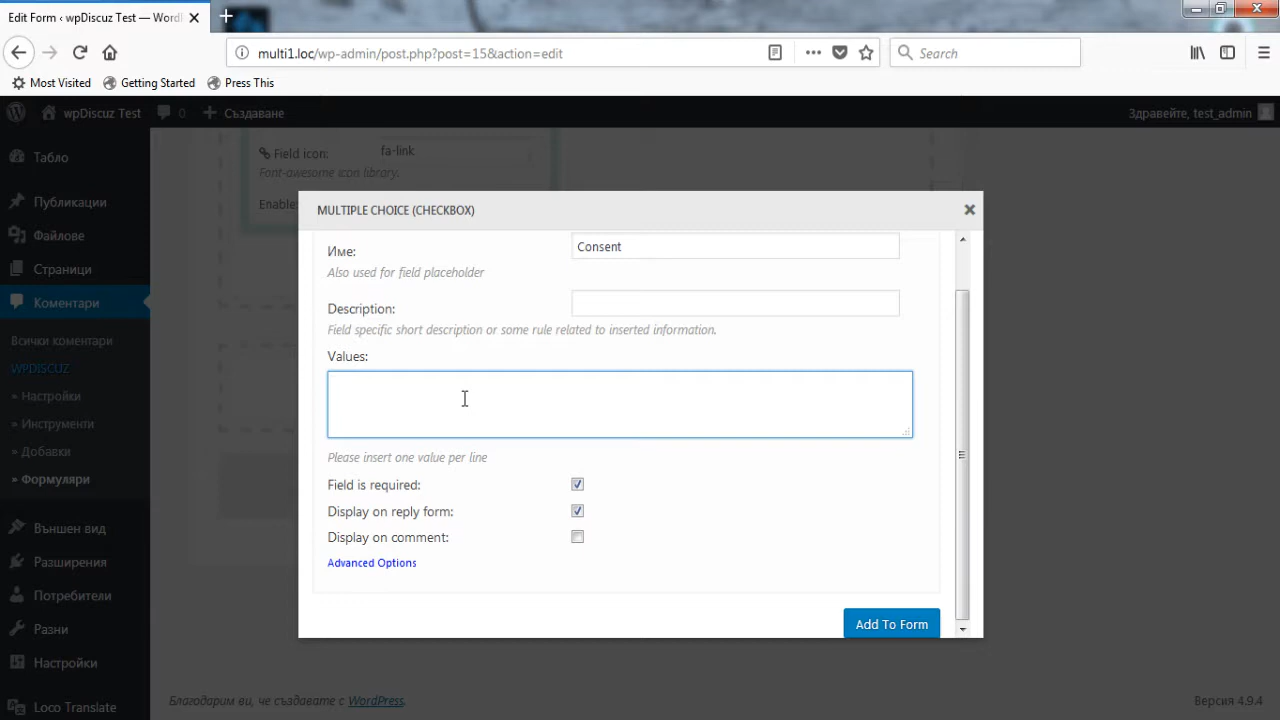 Edit Form ‹ wpDiscuz Test — Word
multi1.loc/wp-admin/post.php?post=15&action=edit
Search
Most Visited
Getting Started
Press This
wpDiscuz Test
0
Създаване
Здравейте, test_admin
Табло
Публикации
Файлове
Страници
Коментари
Всички коментари
WPDISCUZ
» Настройки
» Инструменти
» Добавки
» Формуляри
Външен вид
Разширения
Потребители
Разни
Настройки
Loco Translate
Field icon:
fa-link
Font-awesome icon library.
Enable
MULTIPLE CHOICE (CHECKBOX)
Име:
Consent
Also used for field placeholder
Description:
Field specific short description or some rule related to inserted information.
Values:
Please insert one value per line
Field is required:
Display on reply form:
Display on comment:
Advanced Options
Add To Form
Благодарим ви, че създавате с WordPress.
Версия 4.9.4